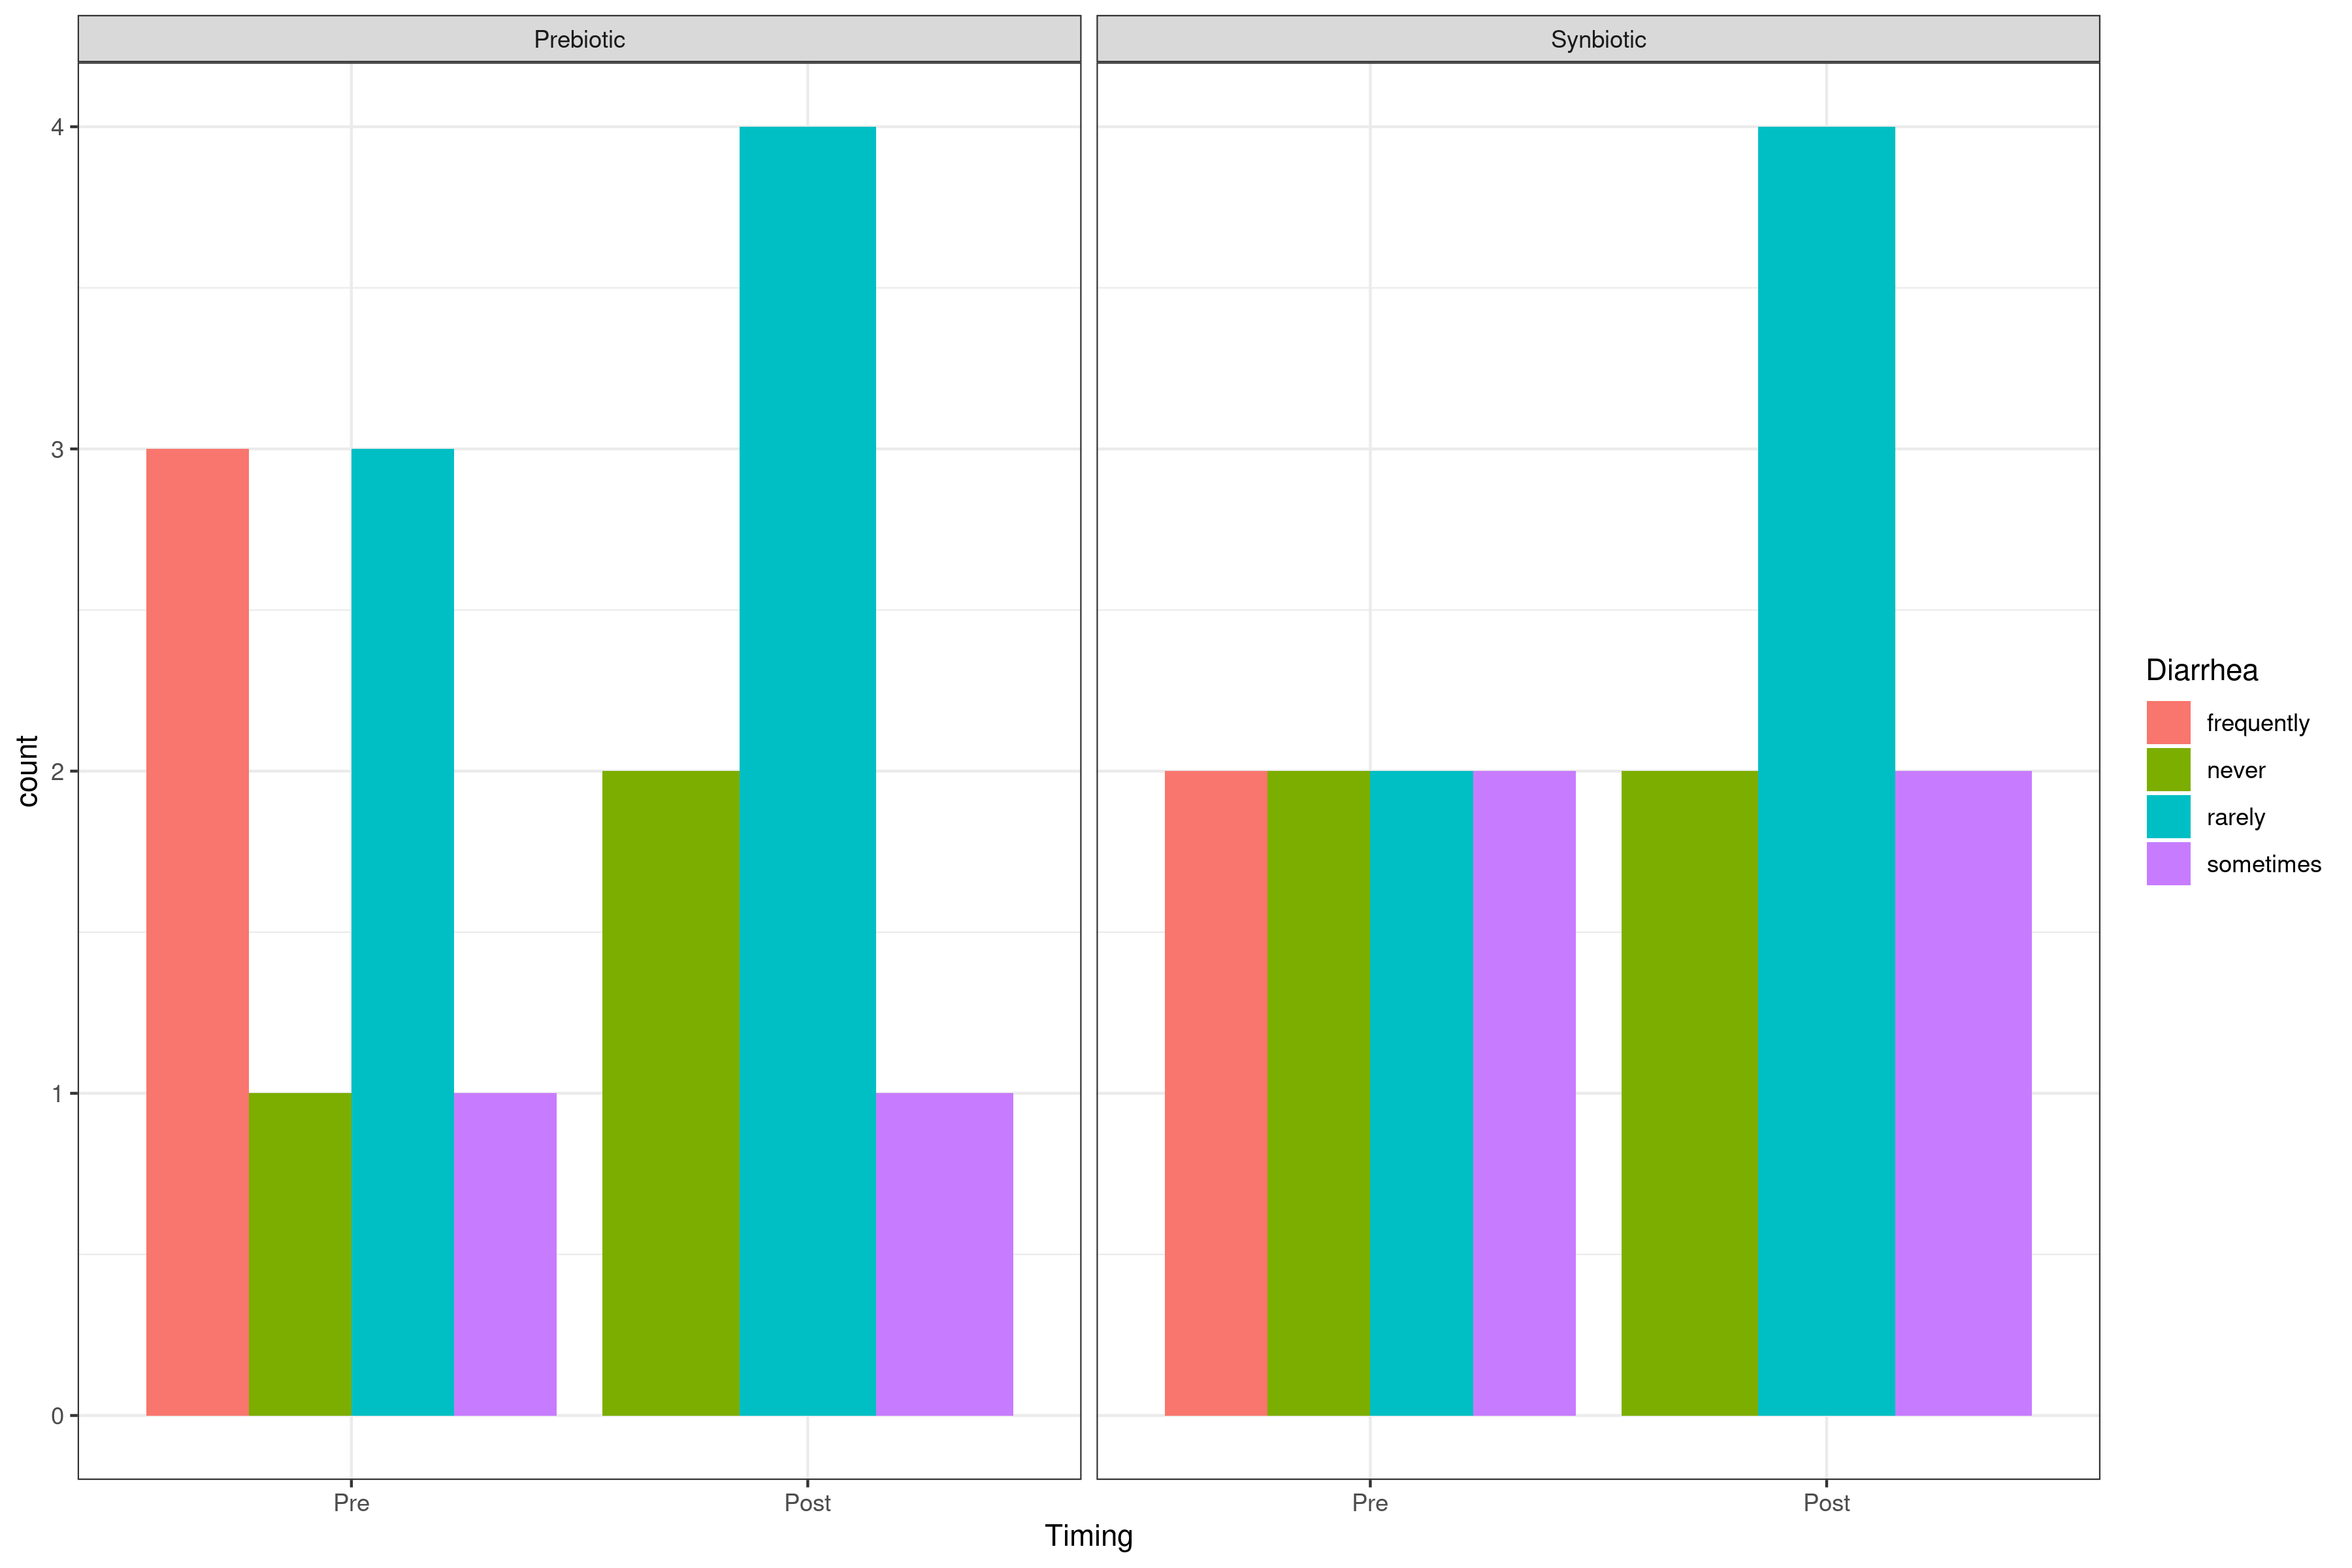 Prebiotic
Synbiotic
4
3
2
1
0
count
Pre
Post
Pre
Post
Timing
Diarrhea
frequently
never
rarely
sometimes